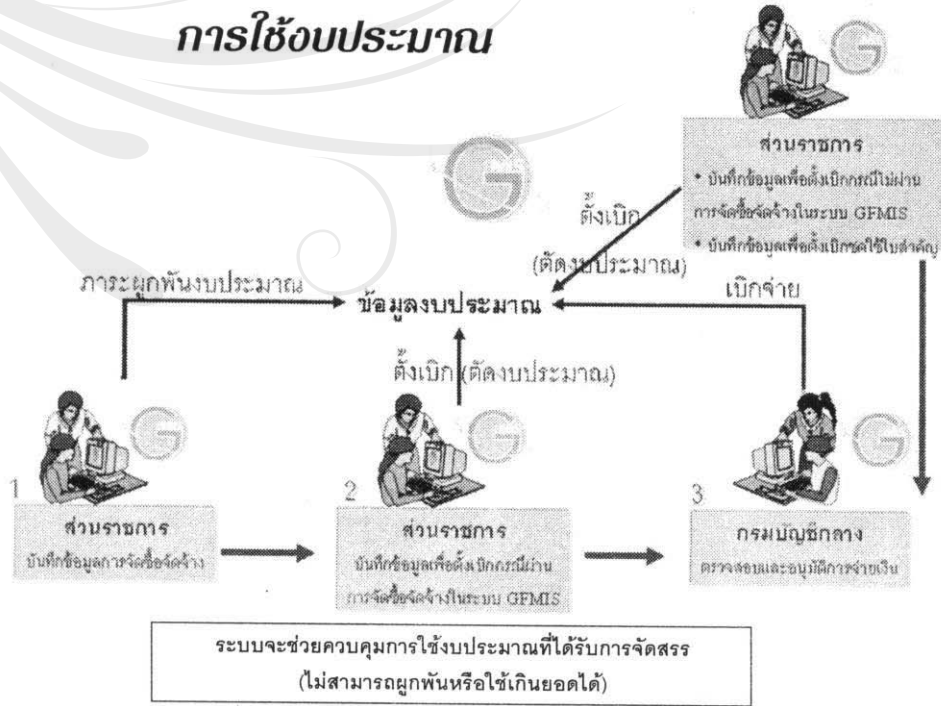 การใช้งบประมาณ
G
G
ส่วนราชการ
* บันทึกข้อมูลเพื่อตั้งเบิกกรณีไม่ผ่าน
การจัดซื้อจัดจ้างในระบบ GFMIS
* บันทึกข้อมูลเพื่อตั้งเบิกชดใช้ใบสำคัญ
ตั้งเบิก
(ตัดงบประมาณ)
ภาระผูกพันงบประมาณ
เบิกจ่าย
ข้อมูลงบประมาณ
ตั้งเบิก (ตัดงบประมาณ)
G
G
G
1
ส่วนราชการ
บันทึกข้อมูลการจัดซื้อจัดจ้าง
2
ส่วนราชการ
บันทึกข้อมูลเพื่อตั้งเบิกกรณีผ่าน
การจัดซื้อจัดจ้างในระบบ GFMIS
3
กรมบัญชีกลาง
ตรวจสอบและอนุมัติการจ่ายเงิน
ระบบจะช่วยควบคุมการใช้งบประมาณที่ได้รับการจัดสรร
(ไม่สามารถผูกพันหรือใช้เกินยอดได้)